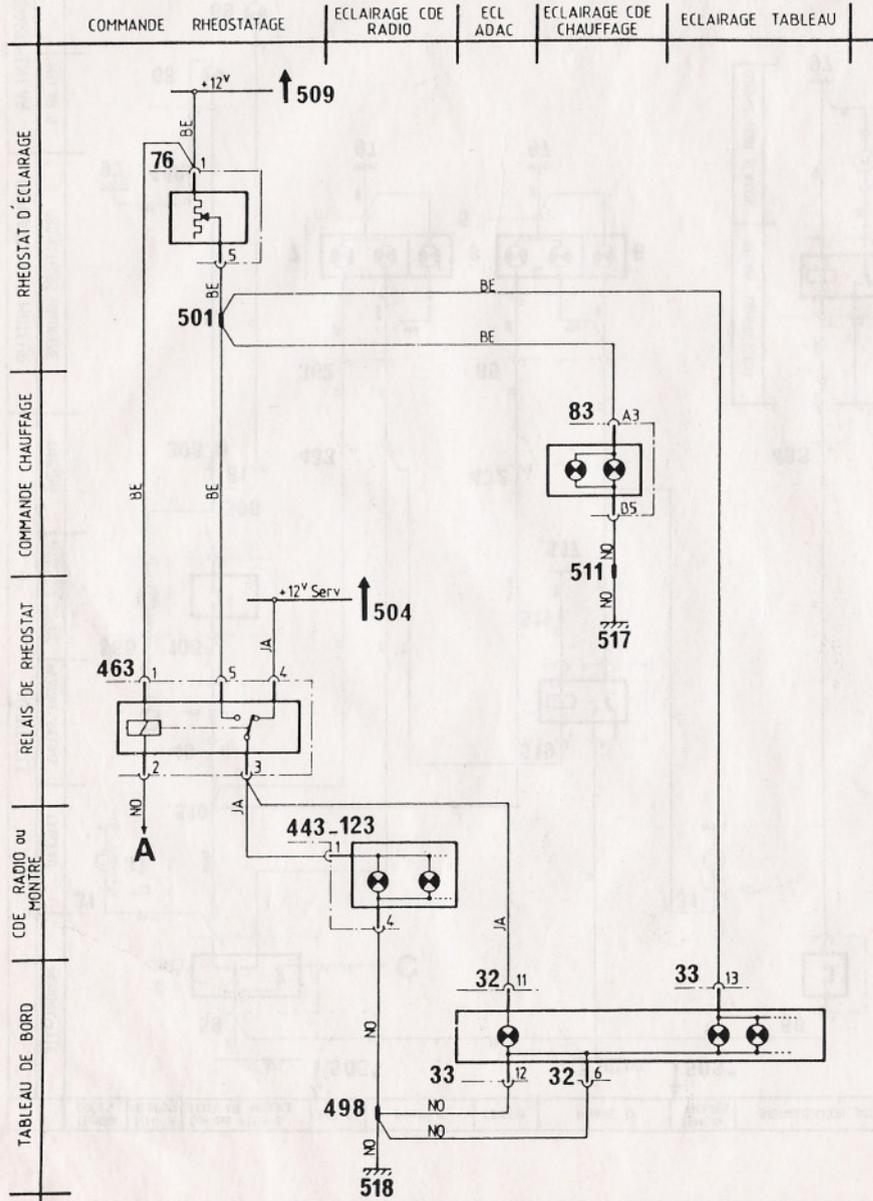 COMMANDE RHEOSTATAGE
ECLAIRAGE CDE
RADIO
ECL
ADAC
ECLAIRAGE CDE
CHAUFFAGE
ECLAIRAGE TABLEAU
RHEOSTAT D'ECLAIRAGE
+12V
509
BE
76
1
5
BE
501
BE
BE
COMMANDE CHAUFFAGE
83
A3
BE
BE
B5
NO
511
NO
517
RELAIS DE RHEOSTAT
+12V Serv
504
JA
463
1
5
4
2
3
NO
JA
A
CDE RADIO ou
MONTRE
443-123
1
4
JA
TABLEAU DE BORD
32
11
33
13
NO
33
12
32
6
498
NO
NO
NO
518